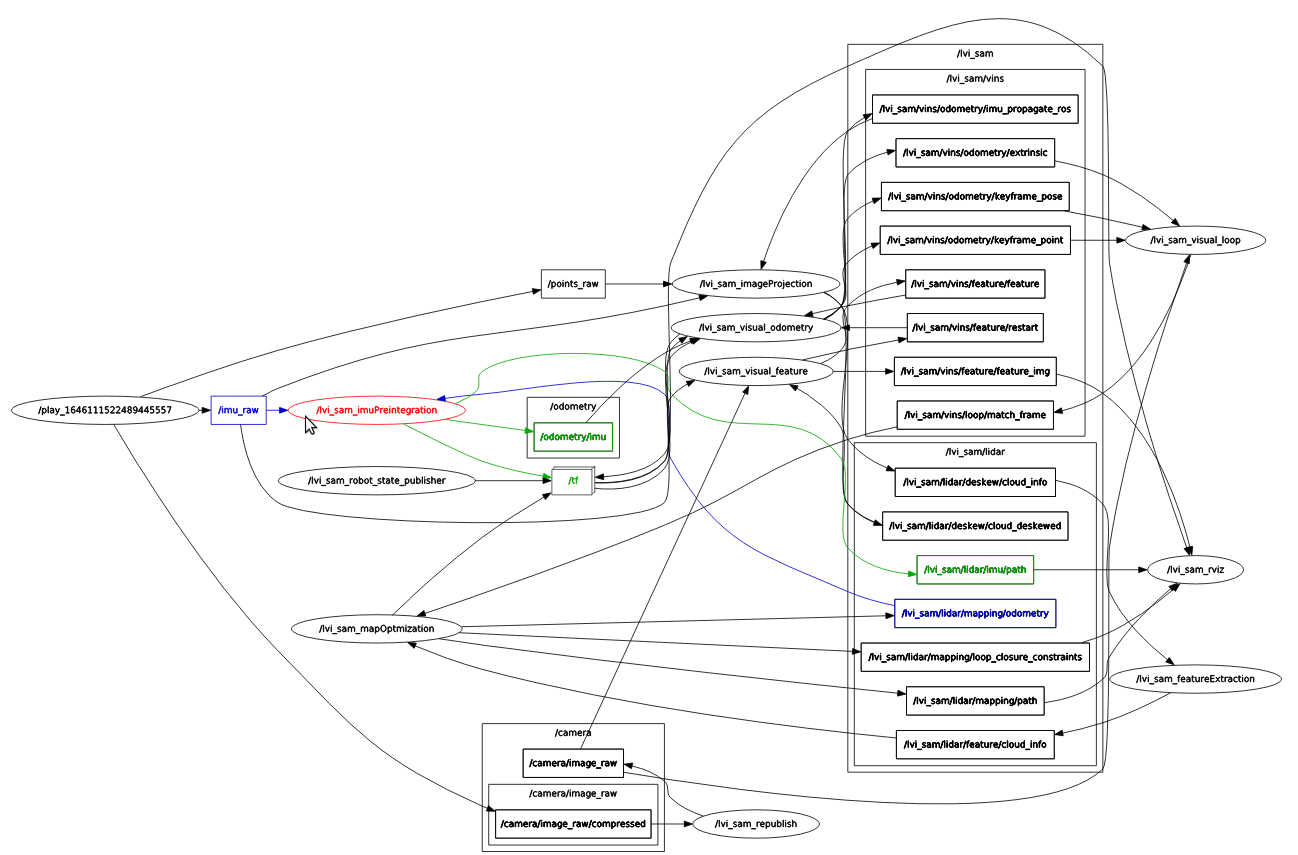 /lvi_sam
/lvi_sam/vins
/lvi_sam/vins/odometry/imu_propagate_ros
/lvi_sam/vins/odometry/extrinsic
/lvi_sam/vins/odometry/keyframe_pose
/lvi_sam/vins/odometry/keyframe_point
/lvi_sam_visual_loop
/points_raw
/lvi_sam_imageProjection
/lvi_sam/vins/feature/feature
/lvi_sam_visual_odometry
/lvi_sam/vins/feature/restart
/lvi_sam_visual_feature
/lvi_sam/vins/feature/feature_img
/play_1646111522489445557
/imu_raw
/lvi_sam_imuPreintegration
/odometry
/odometry/imu
/lvi_sam/vins/loop/match_frame
/lvi_sam/lidar
/lvi_sam_robot_state_publisher
/tf
/lvi_sam/lidar/deskew/cloud_info
/lvi_sam/lidar/deskew/cloud_deskewed
/lvi_sam/lidar/imu/path
/lvi_sam_rviz
/lvi_sam/lidar/mapping/odometry
/lvi_sam_mapOptmization
/lvi_sam/lidar/mapping/loop_closure_constraints
/lvi_sam_featureExtraction
/lvi_sam/lidar/mapping/path
/lvi_sam/lidar/feature/cloud_info
/camera
/camera/image_raw
/camera/image_raw
/camera/image_raw/compressed
/lvi_sam_republish